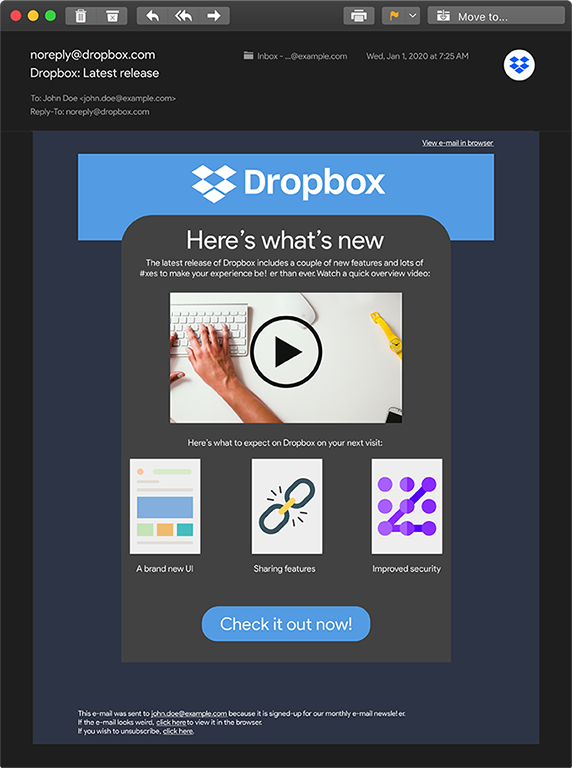 Move to...
noreply@dropbox.com
Inbox - ...@example.com
Wed, Jan 1, 2020 at 7:25 AM
Dropbox: Latest release
To: John Doe <john.doe@example.com>
Reply-To: noreply@dropbox.com
View e-mail in browser
Dropbox
Here's what's new
The latest release of Dropbox includes a couple of new features and lots of
#xes to make your experience be! er than ever. Watch a quick overview video:
Here's what to expect on Dropbox on your next visit:
A brand new UI
Sharing features
Improved security
Check it out now!
This e-mail was sent to john.doe@example.com because it is signed-up for our monthly e-mail newsle! er.
If the e-mail looks weird, click here to view it in the browser.
If you wish to unsubscribe, click here.